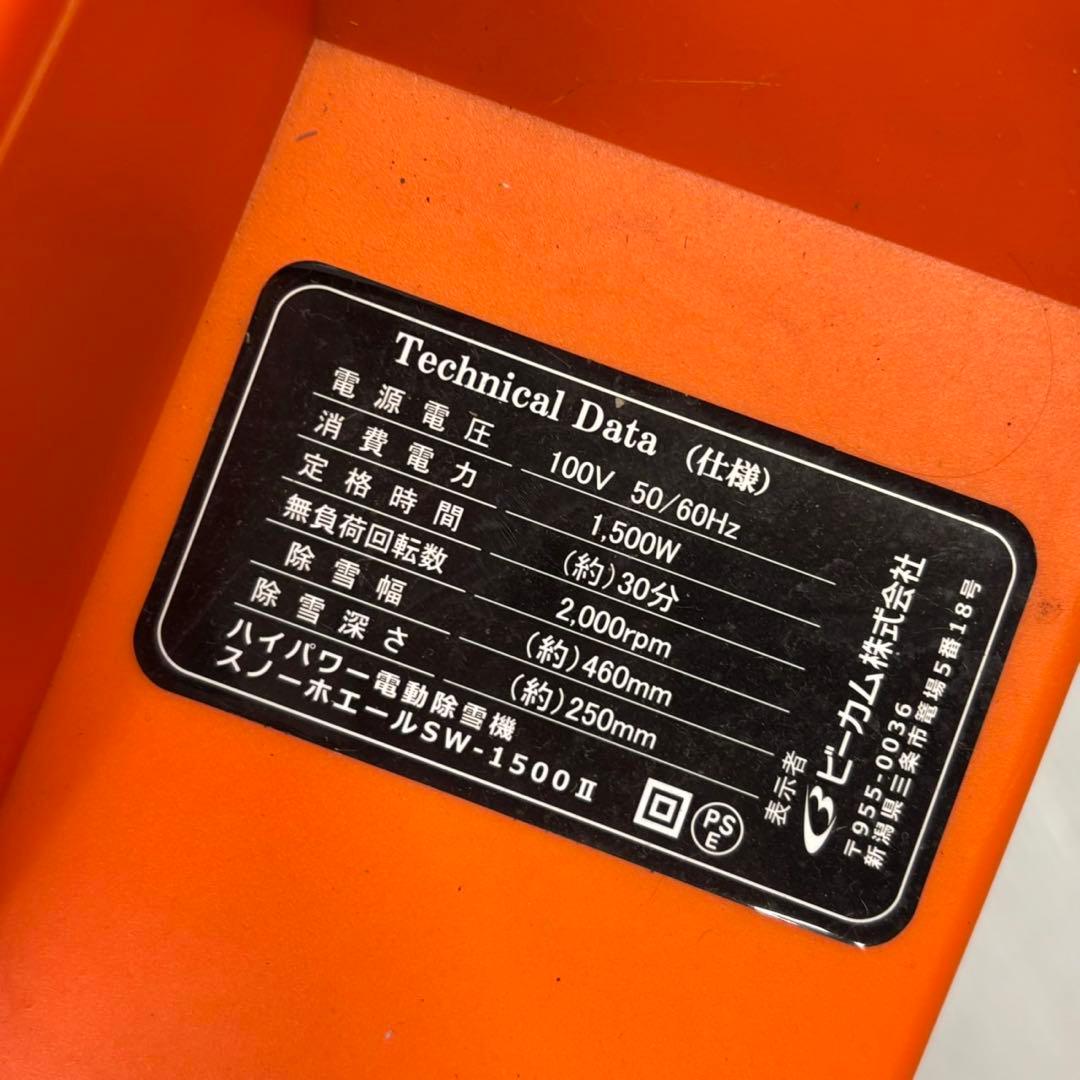 Technical Data (仕様)
電源電圧 100V 50/60Hz
消費電力 1,500W
定格時間 (約)30分
無負荷回転数 2,000rpm
除雪幅 (約)460mm
除雪深さ (約)250mm
ハイパワー電動除雪機
スノーホエールSW-1500Ⅱ
PSE
表示者
ビーカム株式会社
〒955-0036
新潟県三条市篭場5番18号